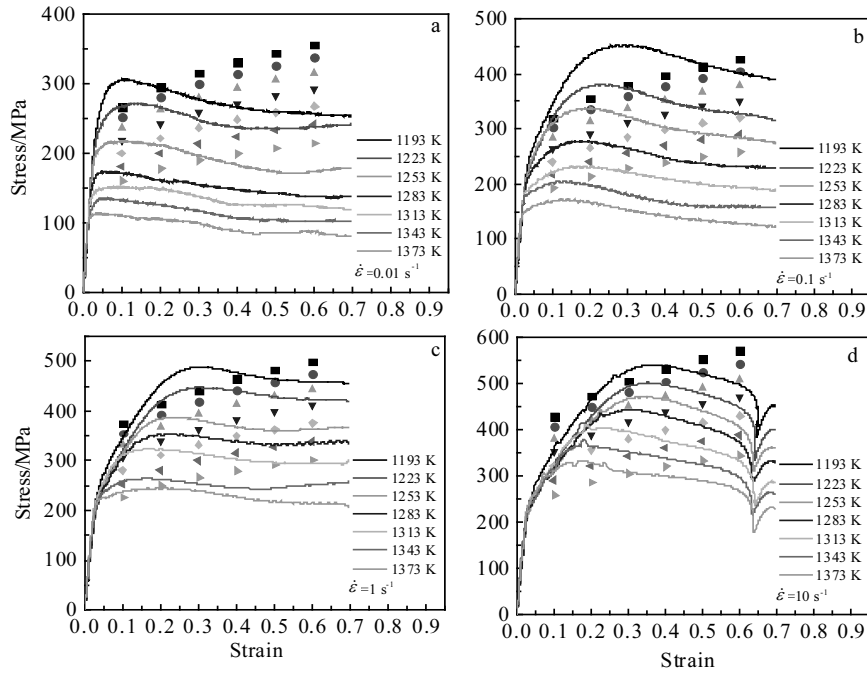 a
400
350
300
250
200
150
100
50
0
Stress/MPa
1193 K
1223 K
1253 K
1283 K
1313 K
1343 K
1373 K
ε̇=0.01 s⁻¹
0.0 0.1 0.2 0.3 0.4 0.5 0.6 0.7 0.8 0.9
b
500
400
300
200
100
0
1193 K
1223 K
1253 K
1283 K
1313 K
1343 K
1373 K
ε̇=0.1 s⁻¹
0.0 0.1 0.2 0.3 0.4 0.5 0.6 0.7 0.8 0.9
c
500
400
300
200
100
0
Stress/MPa
1193 K
1223 K
1253 K
1283 K
1313 K
1343 K
1373 K
ε̇=1 s⁻¹
0.0 0.1 0.2 0.3 0.4 0.5 0.6 0.7 0.8 0.9
Strain
d
600
500
400
300
200
100
0
1193 K
1223 K
1253 K
1283 K
1313 K
1343 K
1373 K
ε̇=10 s⁻¹
0.0 0.1 0.2 0.3 0.4 0.5 0.6 0.7 0.8 0.9
Strain